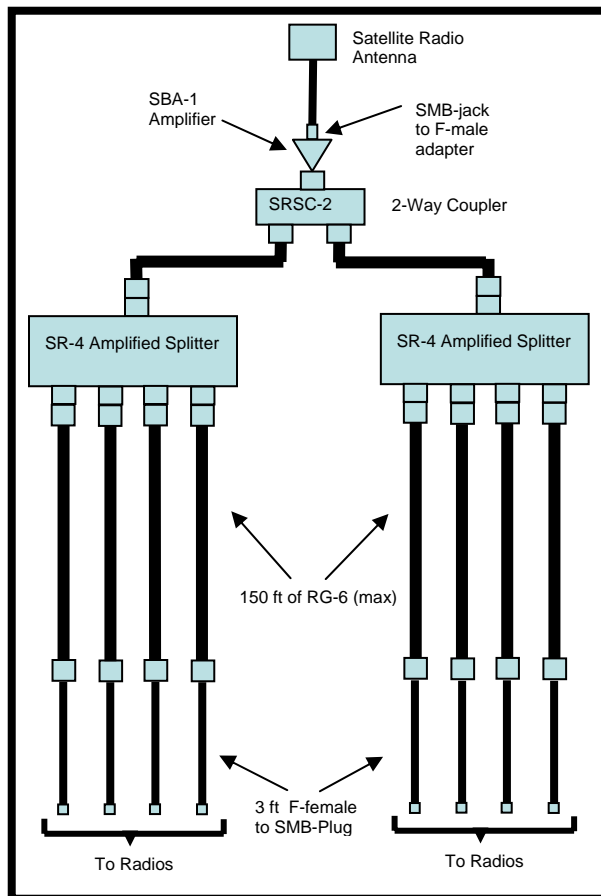 Satellite Radio
Antenna
SBA-1
Amplifier
SMB-jack
to F-male
adapter
SRSC-2
2-Way Coupler
SR-4 Amplified Splitter
SR-4 Amplified Splitter
150 ft of RG-6 (max)
3 ft F-female
to SMB-Plug
To Radios
To Radios